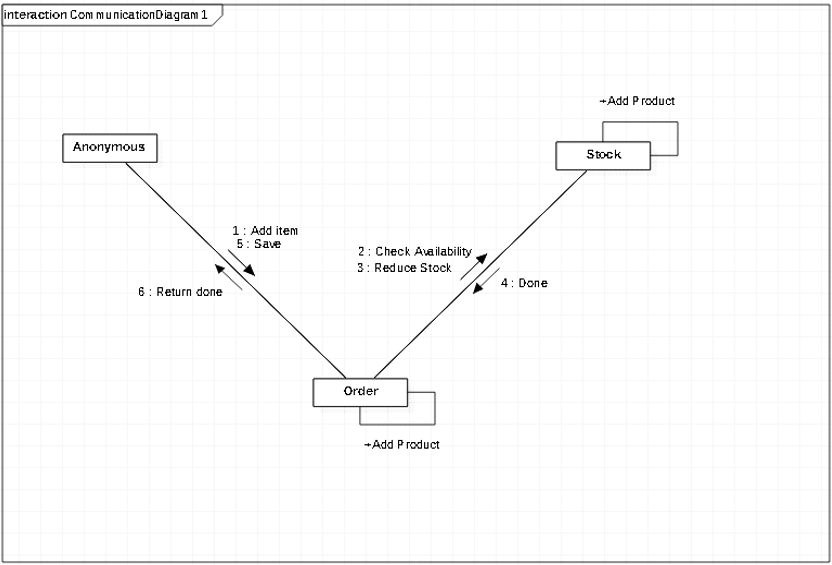 interaction CommunicationDiagram1
+Add Product
Anonymous
Stock
1 : Add item
5 : Save
2 : Check Availability
3 : Reduce Stock
4 : Done
6 : Return done
Order
+Add Product